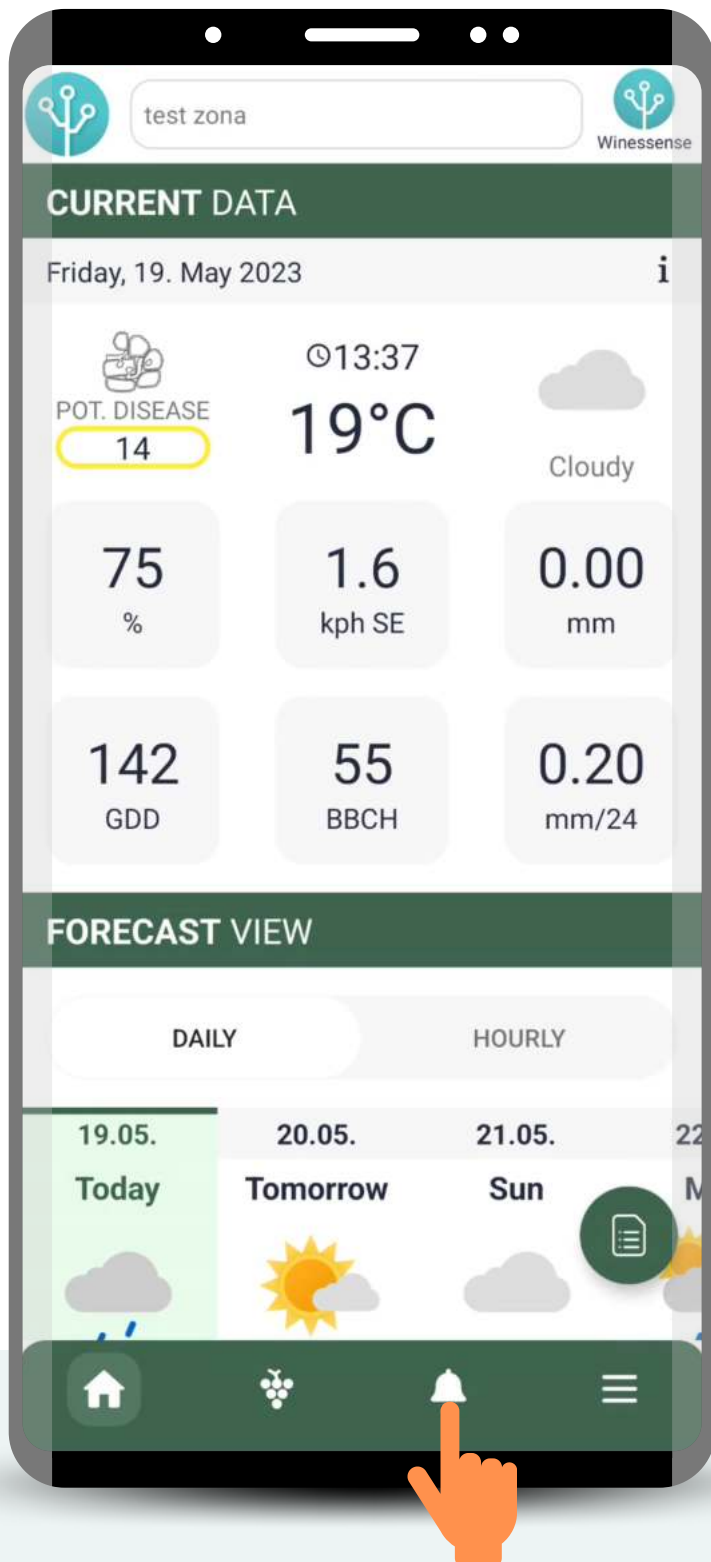 test zona
Winessense
CURRENT DATA
Friday, 19. May 2023
i
POT. DISEASE
14
13:37
19°C
Cloudy
75
%
1.6
kph SE
0.00
mm
142
GDD
55
BBCH
0.20
mm/24
FORECAST VIEW
DAILY
HOURLY
19.05.
20.05.
21.05.
22
Today
Tomorrow
Sun